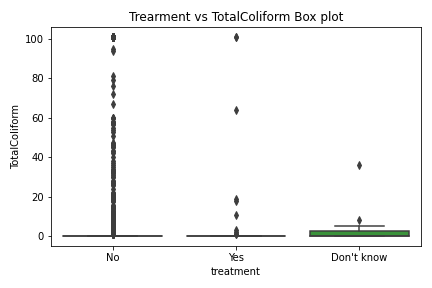 Trearment vs TotalColiform Box plot
100
80
60
40
20
0
TotalColiform
No Yes Don't know
treatment